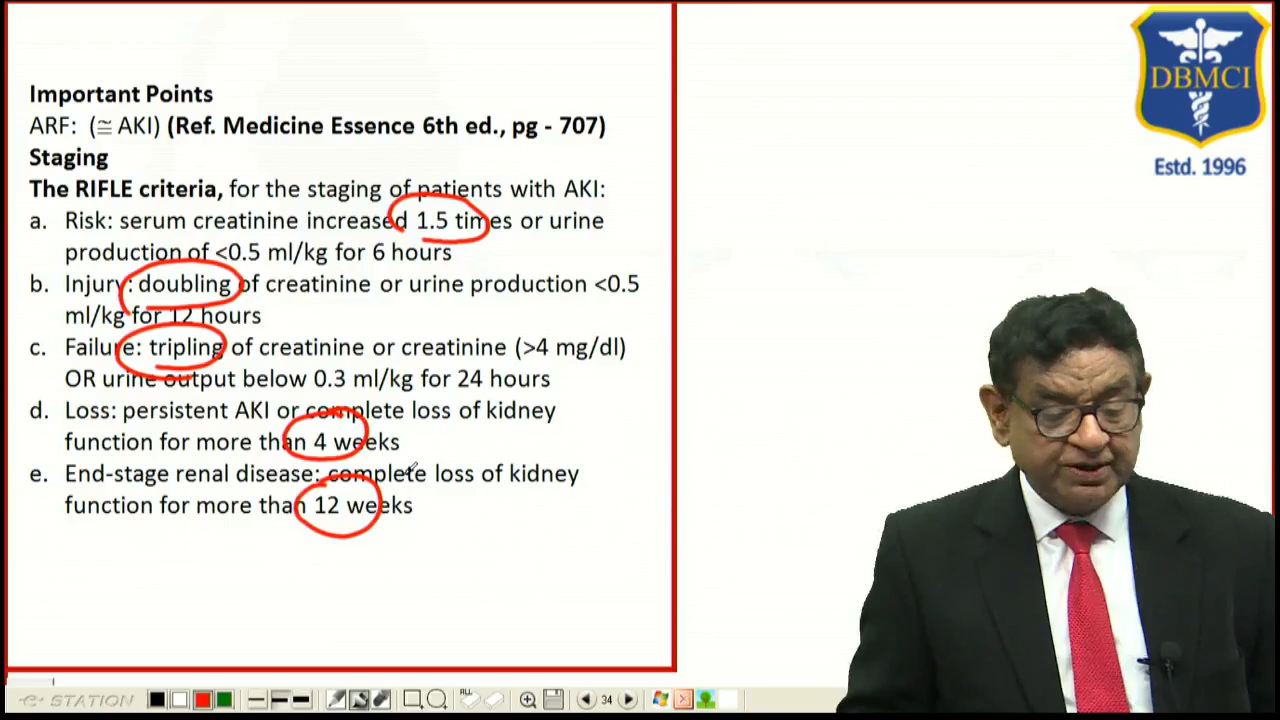 Important Points
ARF: (≅ AKI) (Ref. Medicine Essence 6th ed., pg - 707)
Staging
The RIFLE criteria, for the staging of patients with AKI:
a. Risk: serum creatinine increased 1.5 times or urine
production of <0.5 ml/kg for 6 hours
b. Injury: doubling of creatinine or urine production <0.5
ml/kg for 12 hours
c. Failure: tripling of creatinine or creatinine (>4 mg/dl)
OR urine output below 0.3 ml/kg for 24 hours
d. Loss: persistent AKI or complete loss of kidney
function for more than 4 weeks
e. End-stage renal disease: complete loss of kidney
function for more than 12 weeks
DBMCI
Estd. 1996
e+ STATION
ALL
34